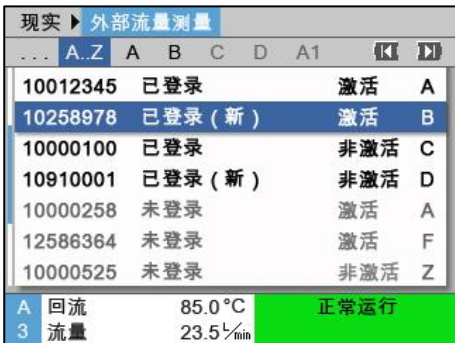 现实 ▶ 外部流量测量
... A..Z A B C D A1
10012345 已登录 激活 A
10258978 已登录（新） 激活 B
10000100 已登录 非激活 C
10910001 已登录（新） 非激活 D
10000258 未登录 激活 A
12586364 未登录 激活 F
10000525 未登录 非激活 Z
A 回流 85.0 °C 正常运行
3 流量 23.5 L/min